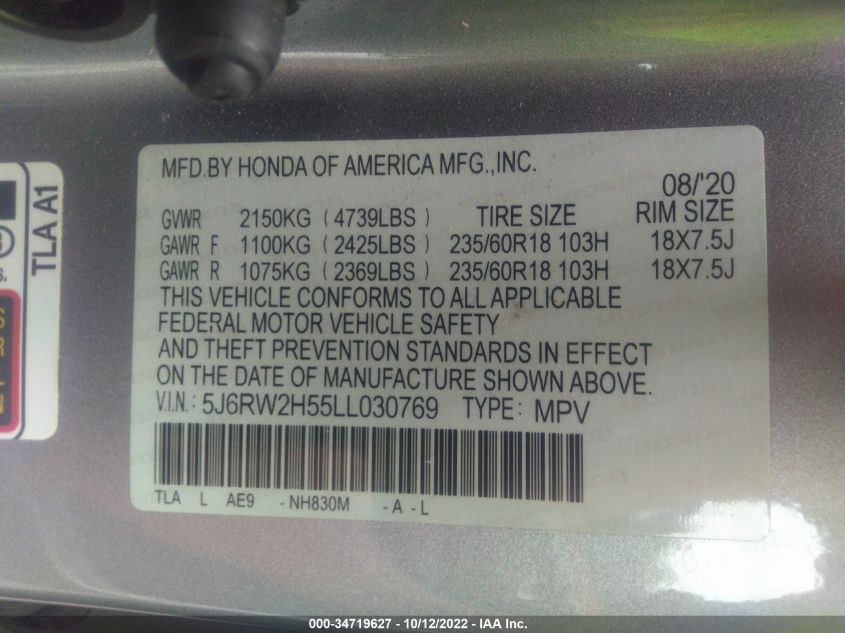 MFD.BY HONDA OF AMERICA MFG.,INC.
08/'20
GVWR 2150KG (4739LBS) TIRE SIZE RIM SIZE
GAWR F 1100KG (2425LBS) 235/60R18 103H 18X7.5J
GAWR R 1075KG (2369LBS) 235/60R18 103H 18X7.5J
THIS VEHICLE CONFORMS TO ALL APPLICABLE
FEDERAL MOTOR VEHICLE SAFETY
AND THEFT PREVENTION STANDARDS IN EFFECT
ON THE DATE OF MANUFACTURE SHOWN ABOVE.
V.I.N.: 5J6RW2H55LL030769 TYPE: MPV
TLA L AE9 -NH830M -A -L
TLA A1
000-34719627 - 10/12/2022 - IAA Inc.